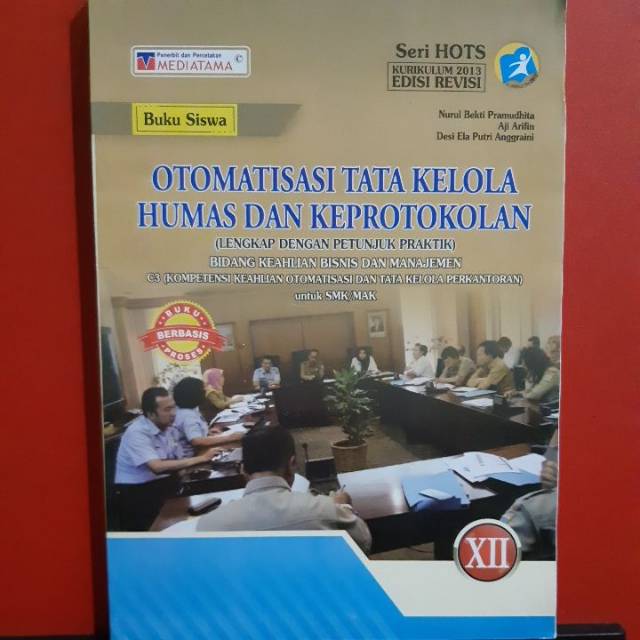 Penerbit dan Percetakan
MEDIATAMA
©
Seri HOTS
KURIKULUM 2013
EDISI REVISI
Buku Siswa
Nurul Bekti Pramudhita
Aji Arifin
Desi Ela Putri Anggraini
OTOMATISASI TATA KELOLA
HUMAS DAN KEPROTOKOLAN
(LENGKAP DENGAN PETUNJUK PRAKTIK)
BIDANG KEAHLIAN BISNIS DAN MANAJEMEN
C3 (KOMPETENSI KEAHLIAN OTOMATISASI DAN TATA KELOLA PERKANTORAN)
untuk SMK/MAK
BUKU
BERBASIS
PROSES
XII